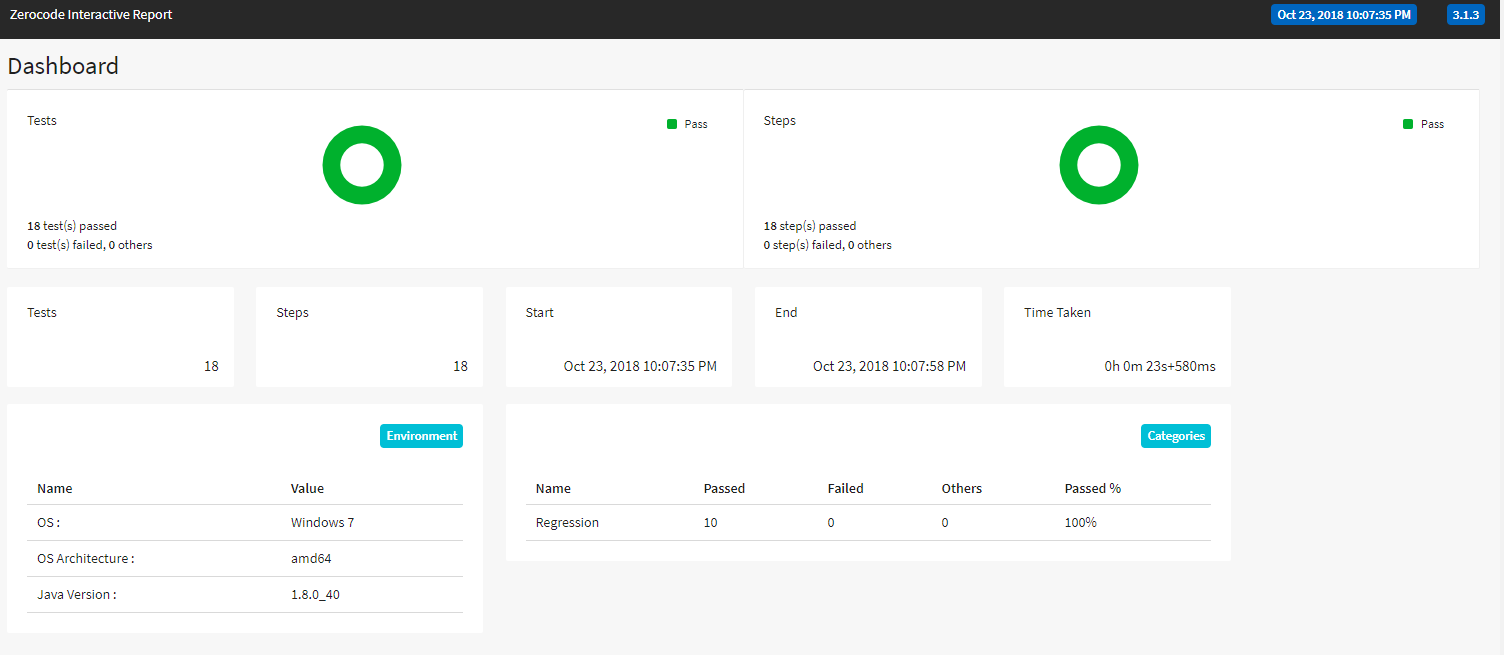 Zerocode Interactive Report Oct 23, 2018 10:07:35 PM 3.1.3
Dashboard
Tests Pass
18 test(s) passed
0 test(s) failed, 0 others
Steps Pass
18 step(s) passed
0 step(s) failed, 0 others
Tests
18
Steps
18
Start
Oct 23, 2018 10:07:35 PM
End
Oct 23, 2018 10:07:58 PM
Time Taken
0h 0m 23s+580ms
Environment
Name Value
OS : Windows 7
OS Architecture : amd64
Java Version : 1.8.0_40
Categories
Name Passed Failed Others Passed %
Regression 10 0 0 100%